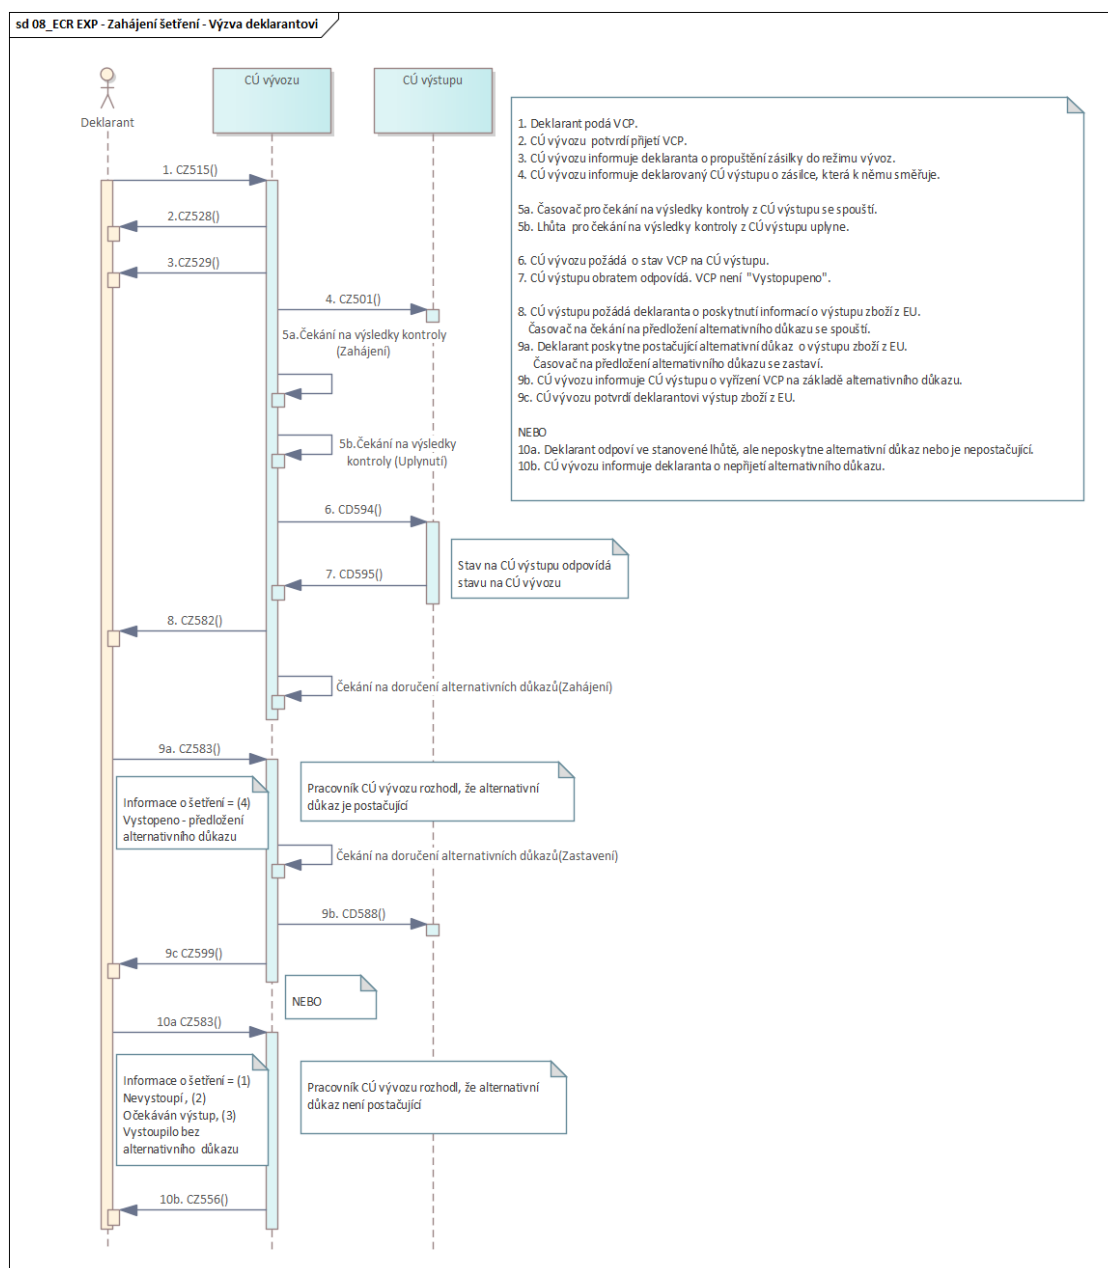 sd 08_ECR EXP - Zahájení šetření - Výzva deklarantovi
CÚ vývozu
CÚ výstupu
Deklarant
1. Deklarant podá VCP.
2. CÚ vývozu  potvrdí přijetí VCP.
3. CÚ vývozu informuje deklaranta o propuštění zásilky do režimu vývoz.
4. CÚ vývozu informuje deklarovaný CÚ výstupu o zásilce, která k němu směřuje.
5a. Časovač pro čekání na výsledky kontroly z CÚ výstupu se spouští.
5b. Lhůta  pro čekání na výsledky kontroly z CÚ výstupu uplyne.
6. CÚ vývozu požádá  o stav VCP na CÚ výstupu.
7. CÚ výstupu obratem odpovídá. VCP není  "Vystopupeno".
8. CÚ výstupu požádá deklaranta o poskytnutí informací o výstupu zboží z EU.
Časovač na čekání na předložení alternativního důkazu se spouští.
9a. Deklarant poskytne postačující alternativní důkaz  o výstupu zboží z EU.
Časovač na předložení alternativního důkazu se zastaví.
9b. CÚ vývozu informuje CÚ výstupu o vyřízení VCP na základě alternativního důkazu.
9c. CÚ vývozu potvrdí deklarantovi výstup zboží z EU.
NEBO
10a. Deklarant odpoví ve stanovené lhůtě, ale neposkytne alternativní důkaz nebo je nepostačující.
10b. CÚ vývozu informuje deklaranta o nepřijetí alternativního důkazu.
1. CZ515()
2.CZ528()
3.CZ529()
4. CZ501()
5a.Čekání na výsledky kontroly
(Zahájení)
5b.Čekání na výsledky
kontroly (Uplynutí)
6. CD594()
Stav na CÚ výstupu odpovídá
stavu na CÚ vývozu
7. CD595()
8. CZ582()
Čekání na doručení alternativních důkazů(Zahájení)
9a. CZ583()
Informace o šetření = (4)
Vystopeno - předložení
alternativního důkazu
Pracovník CÚ vývozu rozhodl, že alternativní
důkaz je postačující
Čekání na doručení alternativních důkazů(Zastavení)
9b. CD588()
9c CZ599()
NEBO
10a CZ583()
Informace o šetření = (1)
Nevystoupí , (2)
Očekáván výstup, (3)
Vystoupilo bez
alternativního  důkazu
Pracovník CÚ vývozu rozhodl, že alternativní
důkaz není postačující
10b. CZ556()